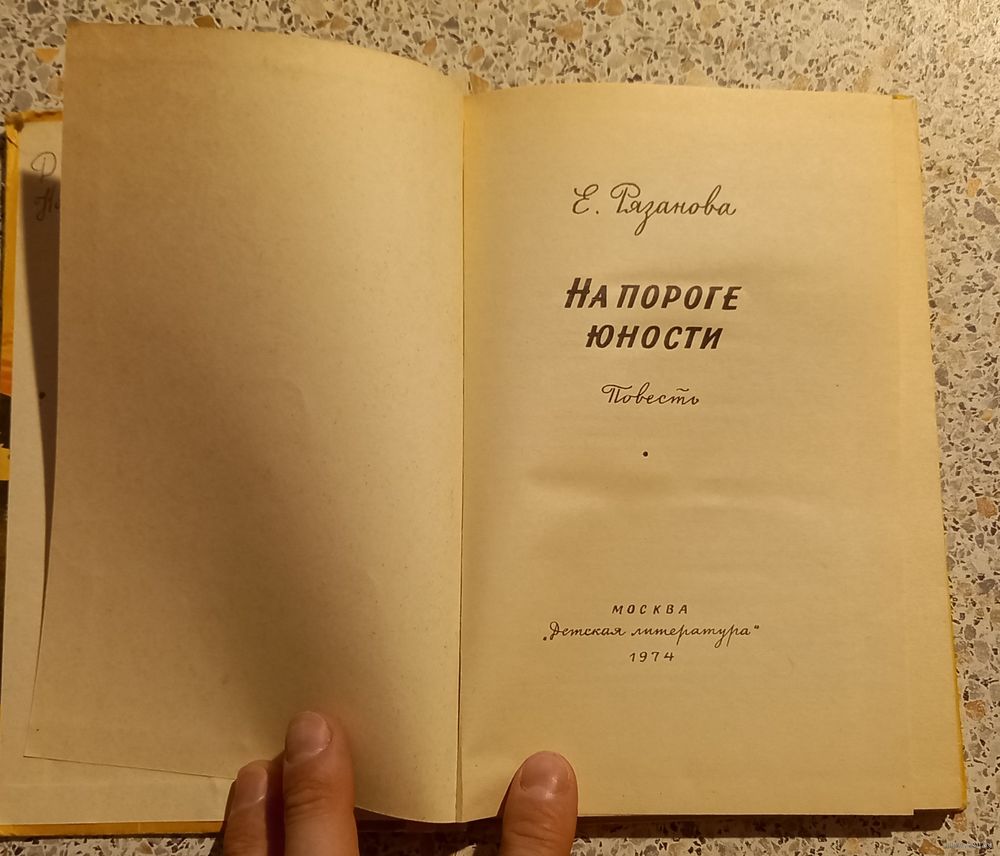 Е. Рязанова
НА ПОРОГЕ
ЮНОСТИ
Повесть
МОСКВА
„Детская литература“
1974